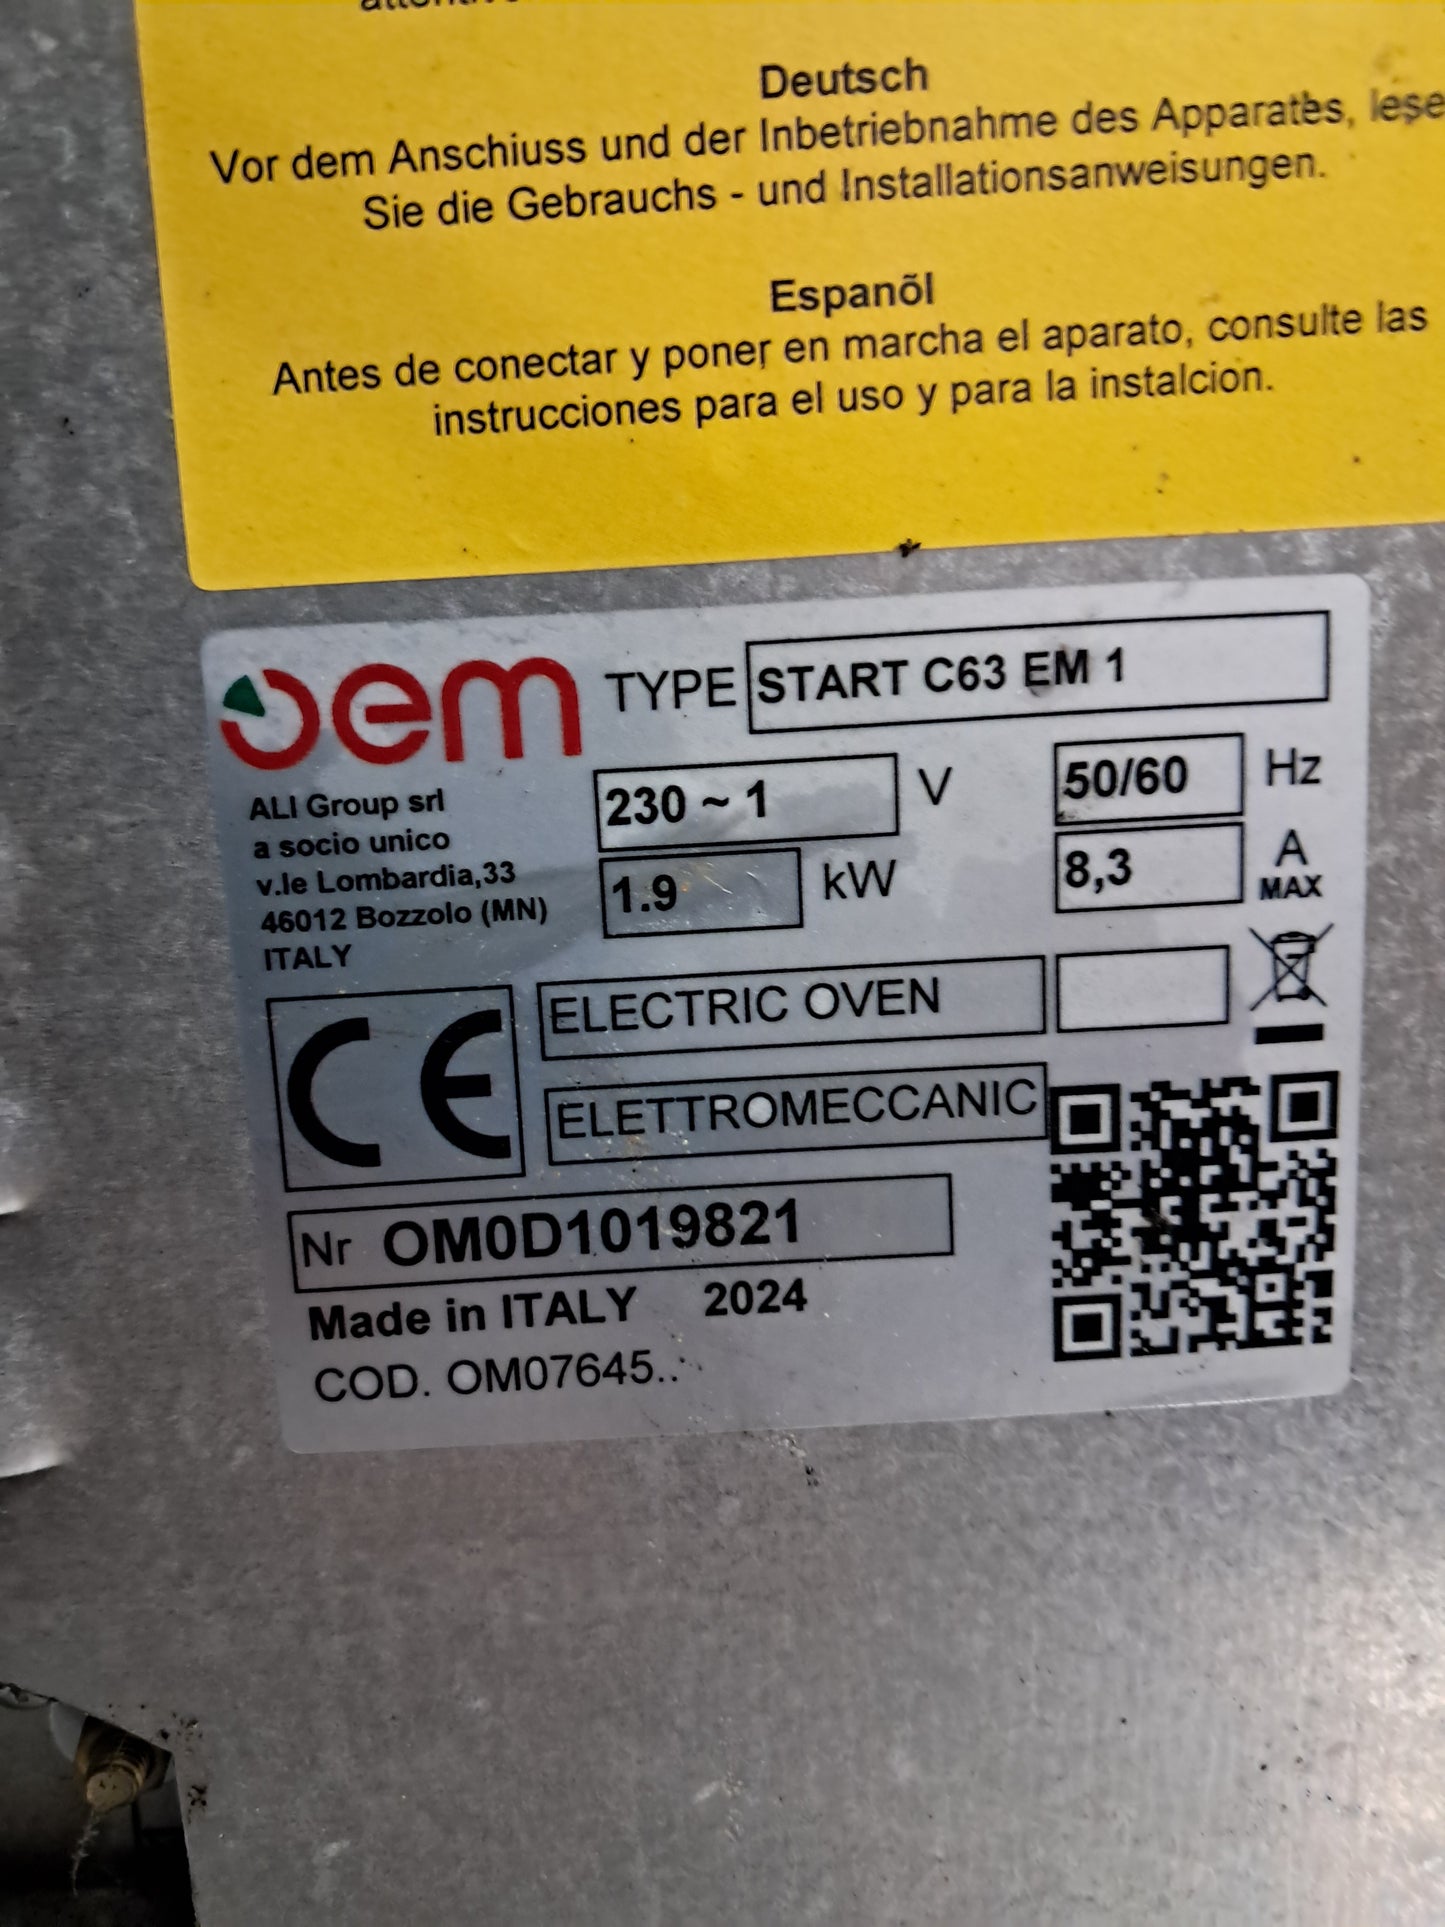 Deutsch
Vor dem Anschiuss und der Inbetriebnahme des Apparates, lese
Sie die Gebrauchs - und Installationsanweisungen.
Espanõl
Antes de conectar y poner en marcha el aparato, consulte las
instrucciones para el uso y para la instalcion.
oem TYPE START C63 EM 1
230 ~ 1 V 50/60 Hz
1.9 kW 8,3 A MAX
ALI Group srl
a socio unico
v.le Lombardia,33
46012 Bozzolo (MN)
ITALY
CE ELECTRIC OVEN
ELETTROMECCANIC
Nr OM0D1019821
Made in ITALY 2024
COD. OM07645..